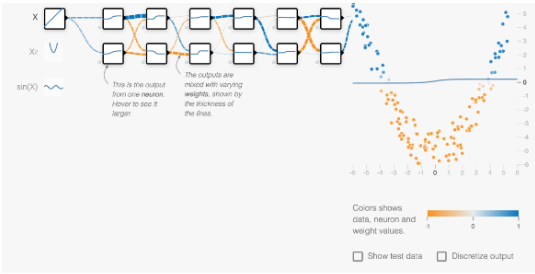 X
X2
sin(X)
This is the output
from one neuron.
Hover to see it
larger.
The outputs are
mixed with varying
weights, shown by
the thickness of
the lines.
5
4
3
2
1
0
-1
-2
-3
-4
-5
-6
-6 -5 -4 -3 -2 -1 0 1 2 3 4 5 6
Colors shows
data, neuron and
weight values.
-1 0 1
Show test data
Discretize output